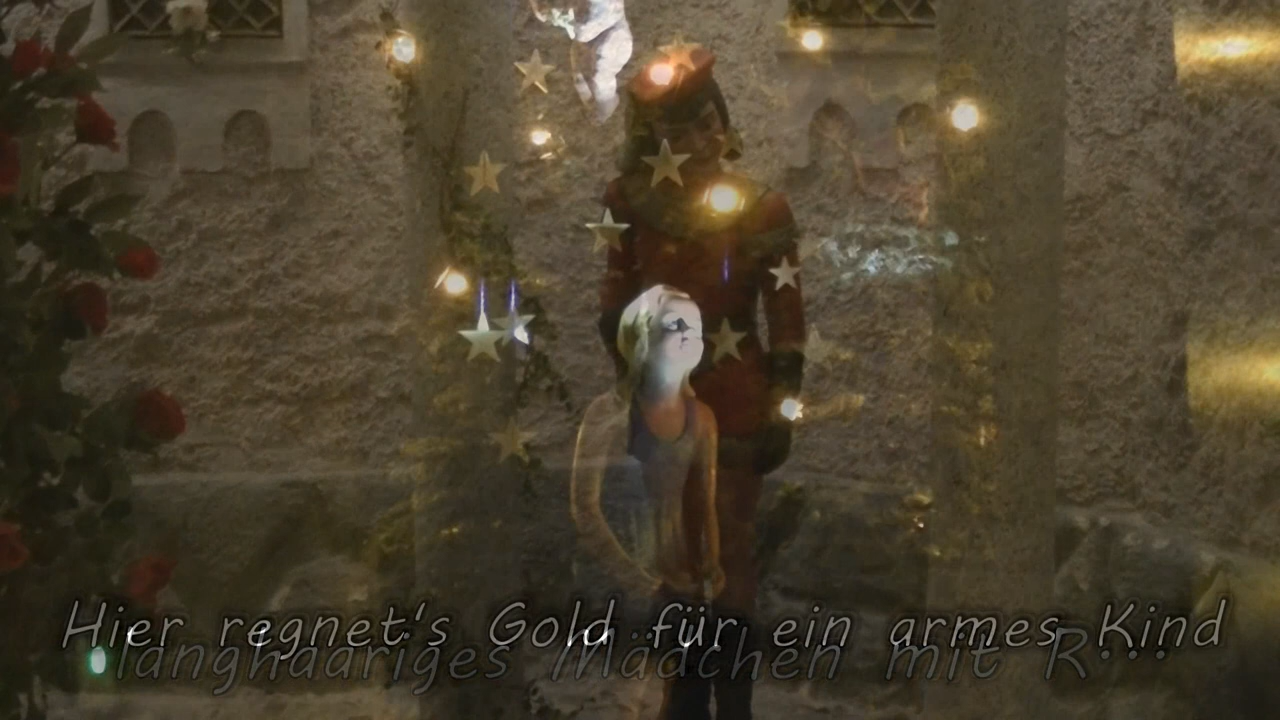 Hier regnet's Gold für ein armes Kind
langhaariges Mädchen mit R...